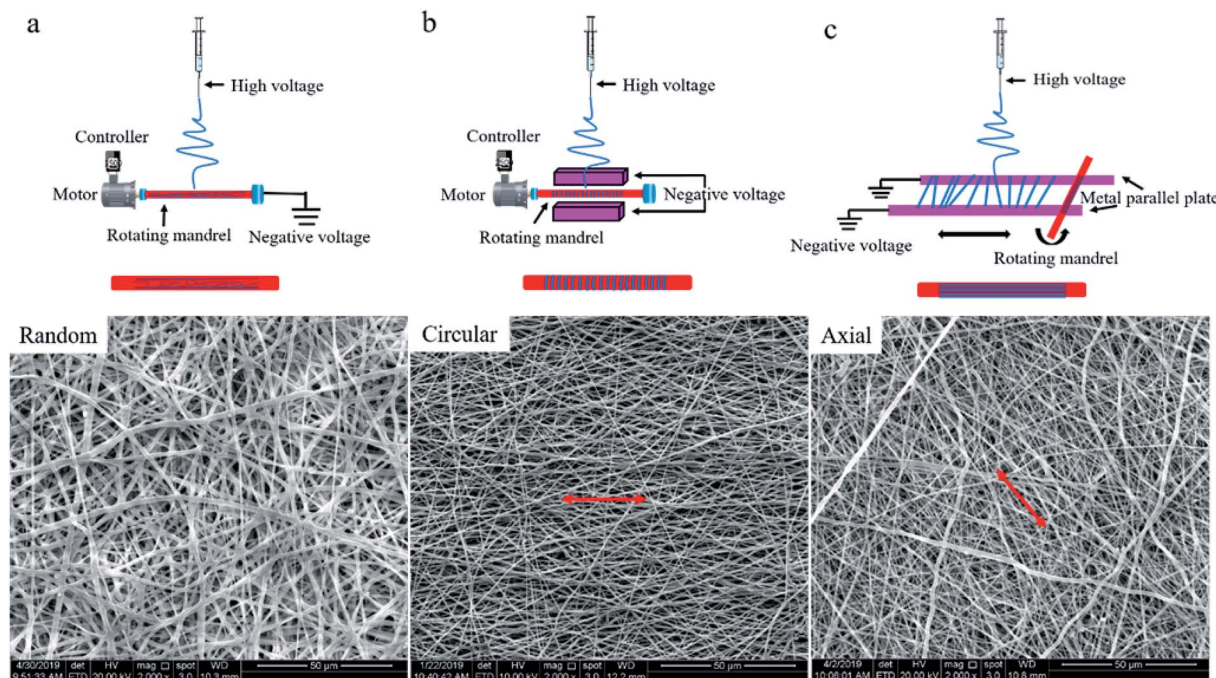 a
High voltage
Controller
Motor
Rotating mandrel
Negative voltage
b
High voltage
Controller
Motor
Negative voltage
Rotating mandrel
c
High voltage
Metal parallel plate
Negative voltage
Rotating mandrel
Random
4/30/2019 det HV mag spot WD 50 µm
9:51:33 AM ETD 20.00 kV 2 000 x 3.0 10.3 mm
Circular
1/22/2019 det HV mag spot WD 50 µm
10:40:42 AM ETD 10.00 kV 2 000 x 3.0 12.2 mm
Axial
4/2/2019 det HV mag spot WD 50 µm
10:06:01 AM ETD 20.00 kV 2 000 x 3.0 10.8 mm